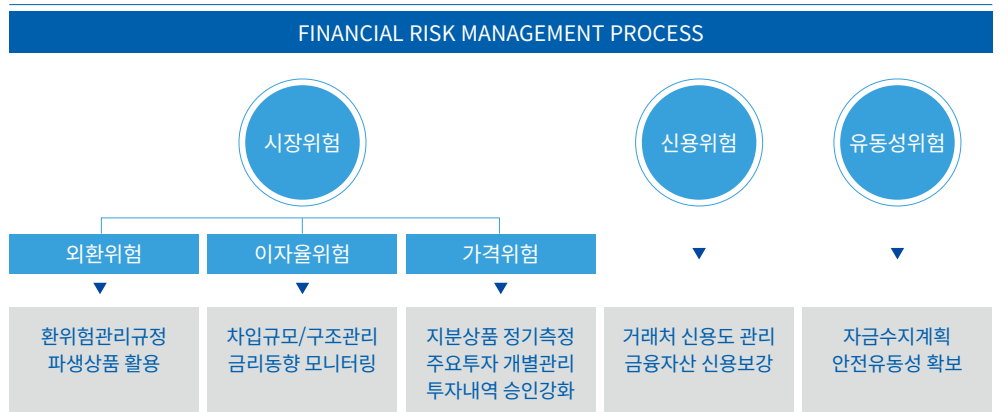 FINANCIAL RISK MANAGEMENT PROCESS
시장위험
신용위험
유동성위험
외환위험
이자율위험
가격위험
환위험관리규정
파생상품 활용
차입규모/구조관리
금리동향 모니터링
지분상품 정기측정
주요투자 개별관리
투자내역 승인강화
거래처 신용도 관리
금융자산 신용보강
자금수지계획
안전유동성 확보